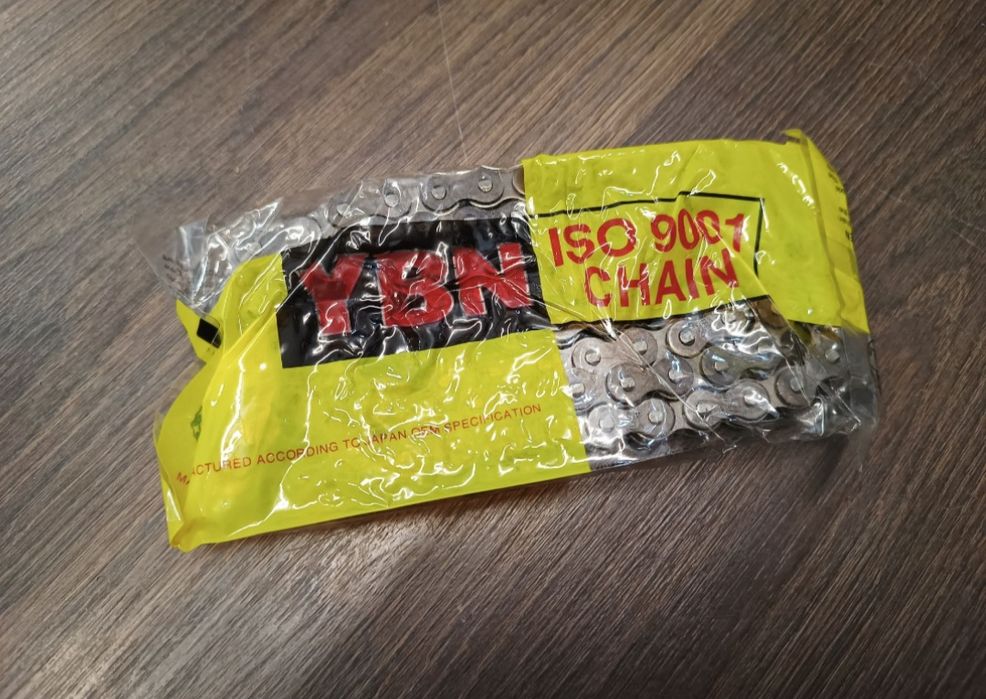 YBN
ISO 9001
CHAIN
ACCORDING TO JAPAN OEM SPECIFICATION